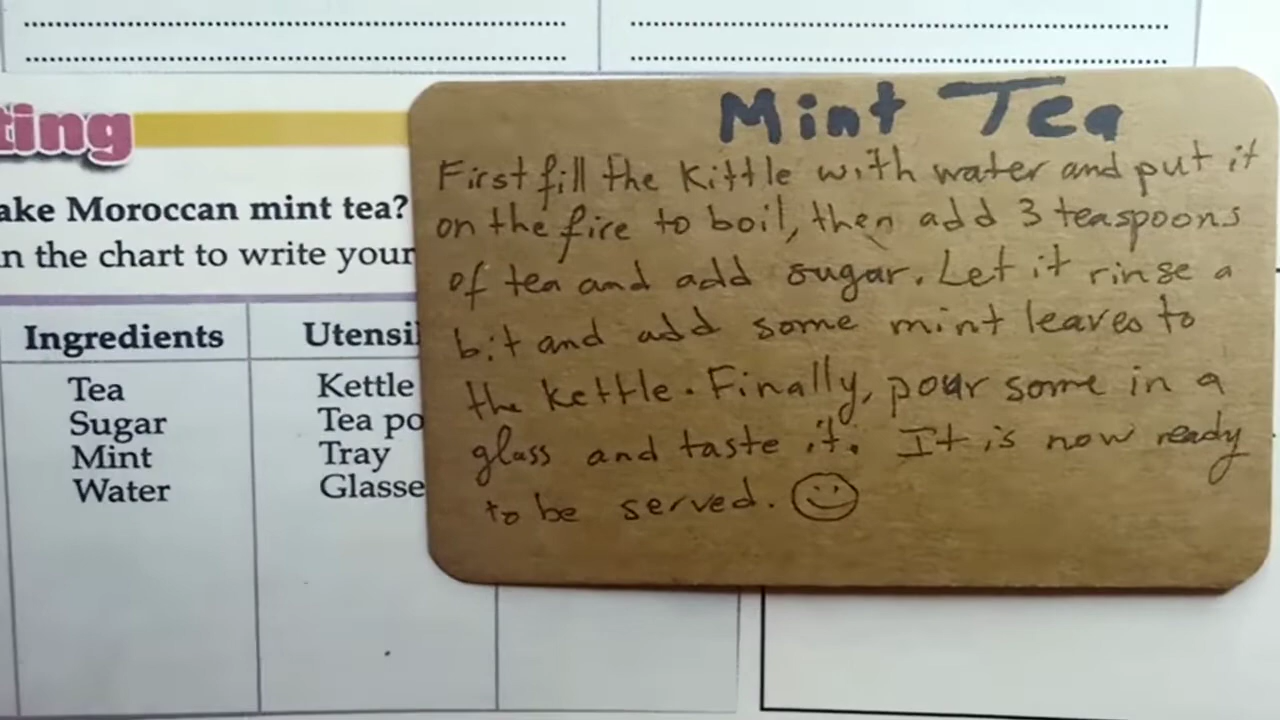 ting
ake Moroccan mint tea?
n the chart to write your
Ingredients
Utensil
Tea
Kettle
Sugar
Tea po
Mint
Tray
Water
Glasse
Mint Tea
First fill the Kittle with water and put it
on the fire to boil, then add 3 teaspoons
of tea and add sugar. Let it rinse a
bit and add some mint leaves to
the kettle. Finally, pour some in a
glass and taste it. It is now ready
to be served.